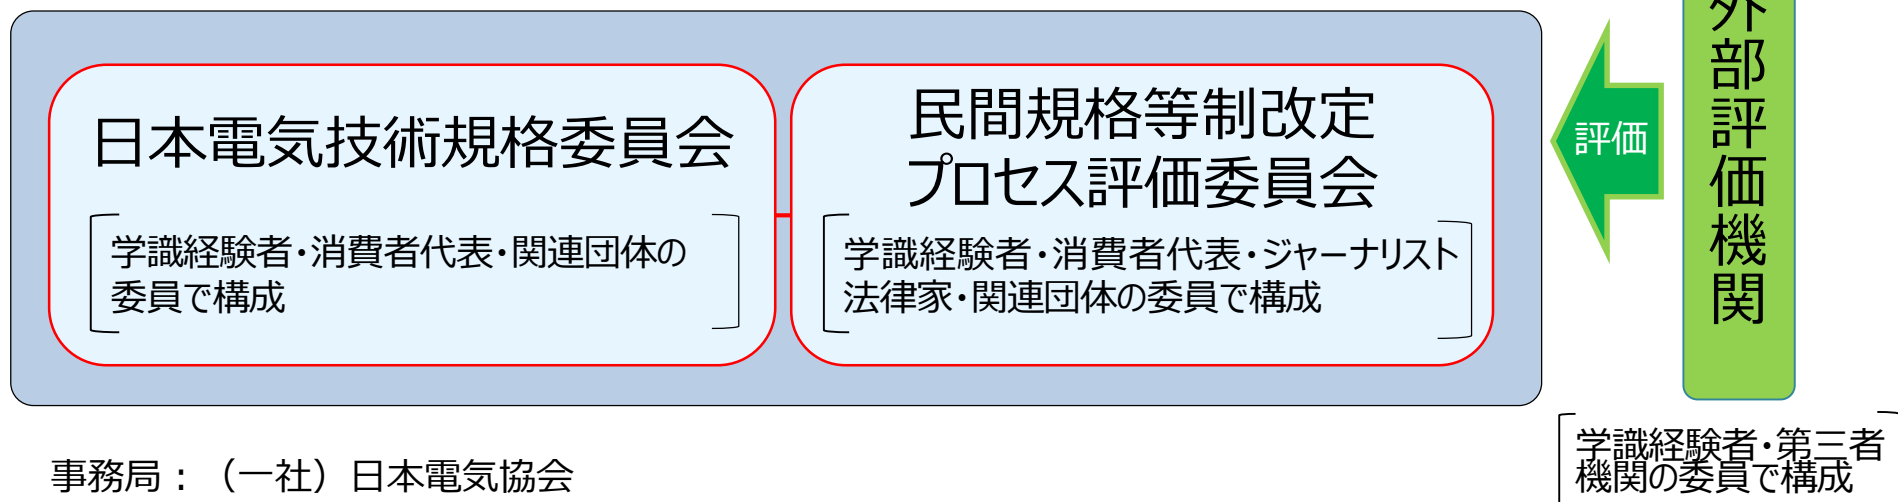 日本電気技術規格委員会
学識経験者・消費者代表・関連団体の
委員で構成
民間規格等制改定
プロセス評価委員会
学識経験者・消費者代表・ジャーナリスト
法律家・関連団体の委員で構成
評価
外部評価機関
学識経験者・第三者
機関の委員で構成
事務局：（一社）日本電気協会